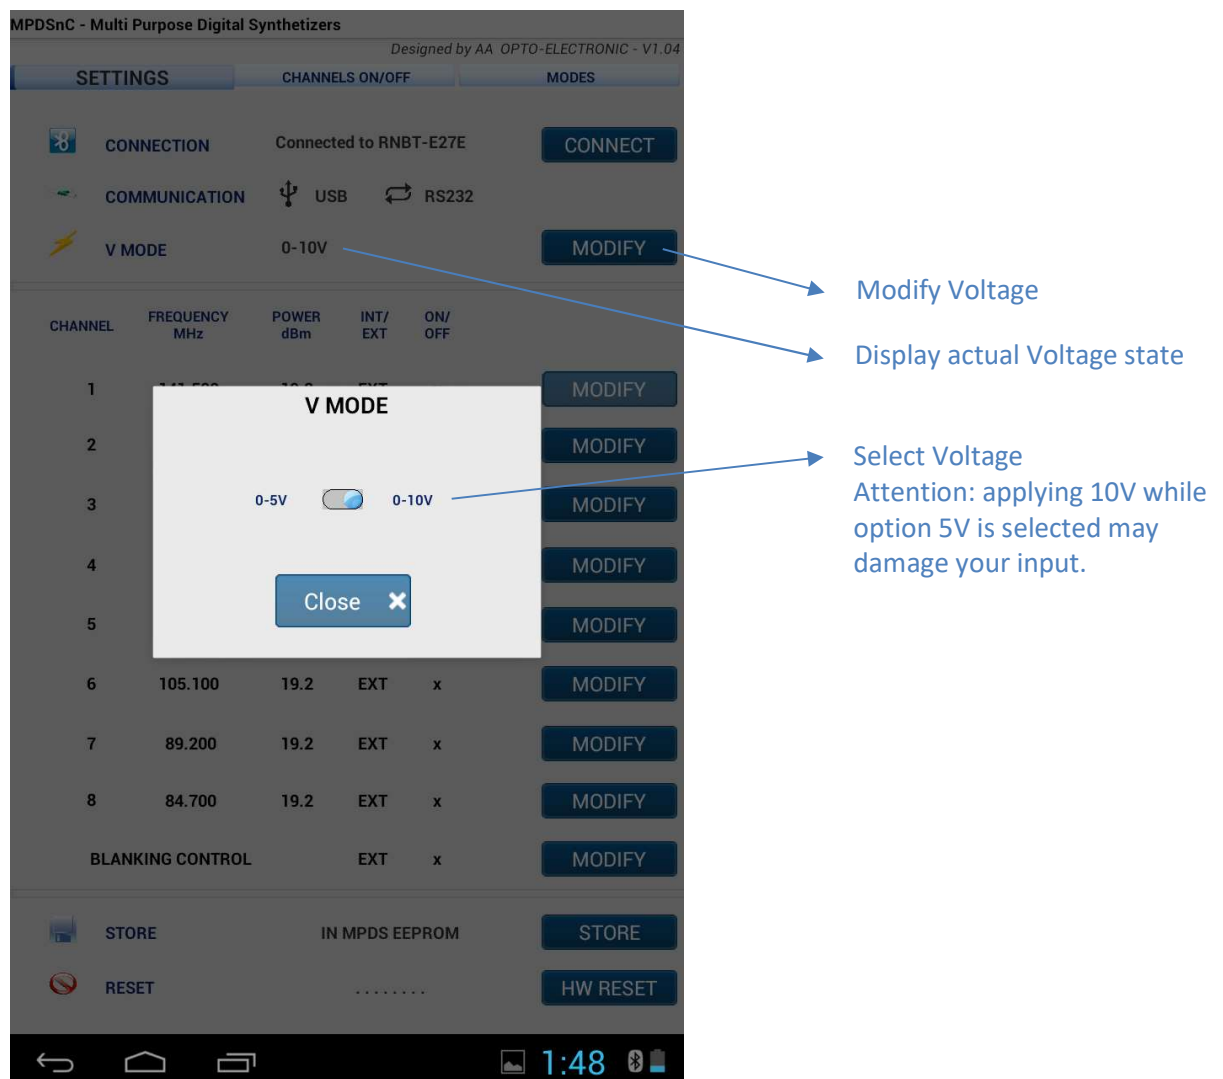 MPDSnC - Multi Purpose Digital Synthetizers
Designed by AA OPTO-ELECTRONIC - V1.04
SETTINGS CHANNELS ON/OFF MODES
CONNECTION Connected to RNBT-E27E CONNECT
COMMUNICATION USB RS232
V MODE 0-10V MODIFY
Modify Voltage
CHANNEL FREQUENCY MHz POWER dBm INT/ EXT ON/ OFF
Display actual Voltage state
1 MODIFY
V MODE
2 MODIFY
Select Voltage
Attention: applying 10V while
option 5V is selected may
damage your input.
0-5V 0-10V
3 MODIFY
4 MODIFY
Close
5 MODIFY
6 105.100 19.2 EXT x MODIFY
7 89.200 19.2 EXT x MODIFY
8 84.700 19.2 EXT x MODIFY
BLANKING CONTROL EXT x MODIFY
STORE IN MPDS EEPROM STORE
RESET . . . . . . . . HW RESET
1:48